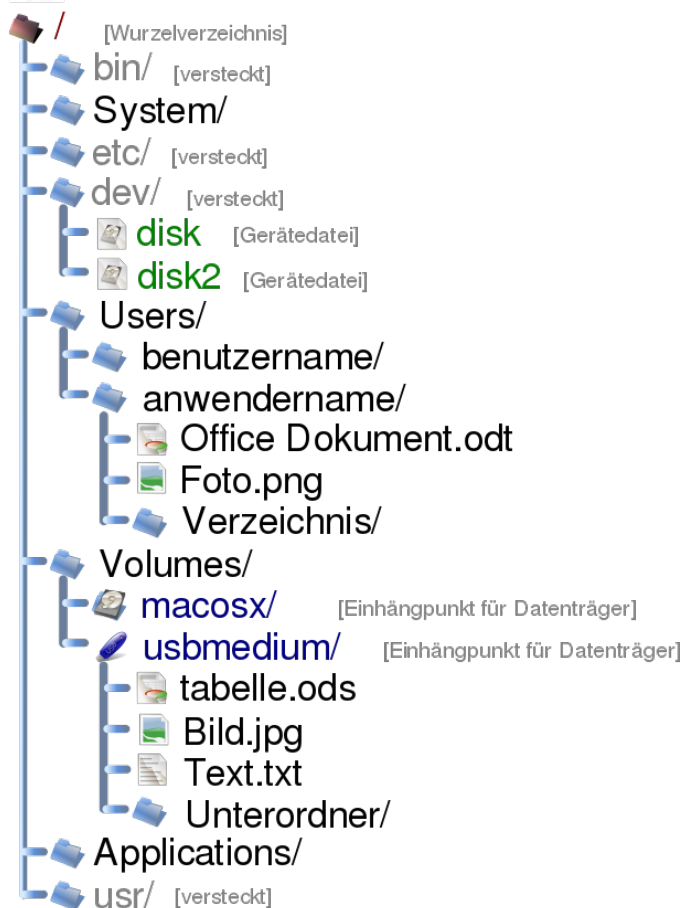 / [Wurzelverzeichnis]
bin/ [versteckt]
System/
etc/ [versteckt]
dev/ [versteckt]
disk [Gerätedatei]
disk2 [Gerätedatei]
Users/
benutzername/
anwendername/
Office Dokument.odt
Foto.png
Verzeichnis/
Volumes/
macosx/ [Einhängpunkt für Datenträger]
usbmedium/ [Einhängpunkt für Datenträger]
tabelle.ods
Bild.jpg
Text.txt
Unterordner/
Applications/
usr/ [versteckt]